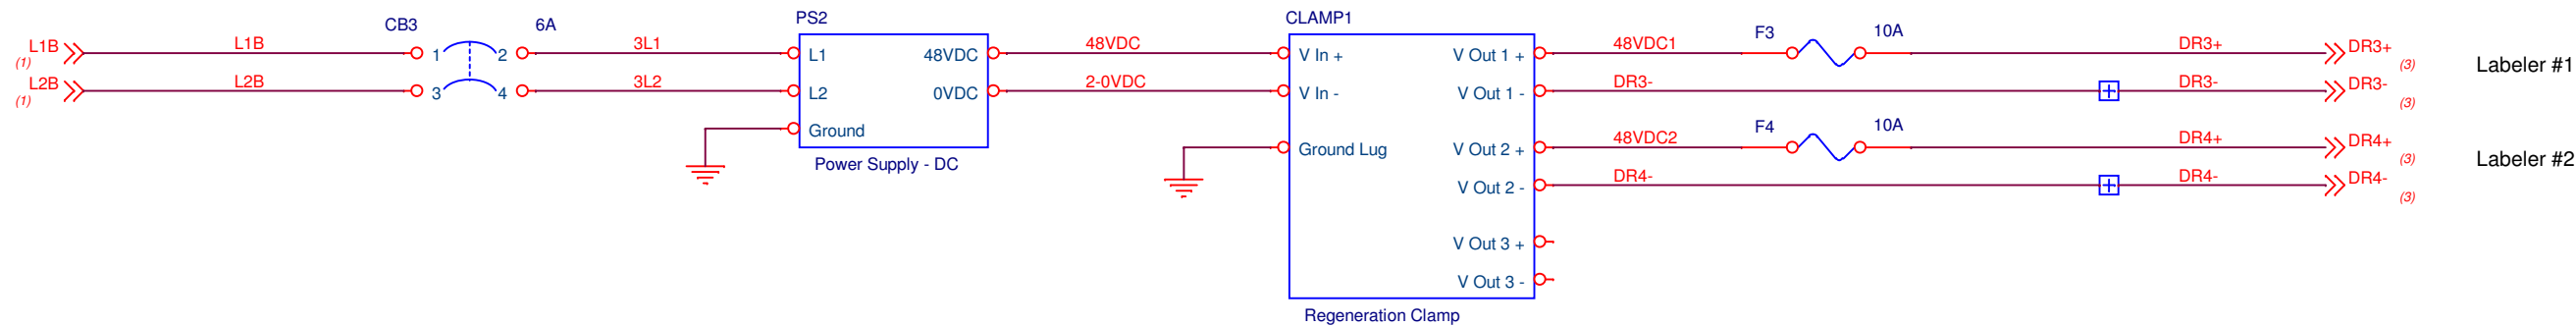 PS2
CLAMP1
CB3 6A
F3 10A
L1B L1B 1 2 3L1 L1 48VDC 48VDC V In + V Out 1 + 48VDC1 DR3+ DR3+
(1) (3)
Labeler #1
L2B L2B 3 4 3L2 L2 0VDC 2-0VDC V In - V Out 1 - DR3- DR3- DR3-
(1) (3)
Ground
F4 10A
Power Supply - DC
Ground Lug V Out 2 + 48VDC2 DR4+ DR4+
(3)
Labeler #2
V Out 2 - DR4- DR4- DR4-
(3)
V Out 3 +
V Out 3 -
Regeneration Clamp